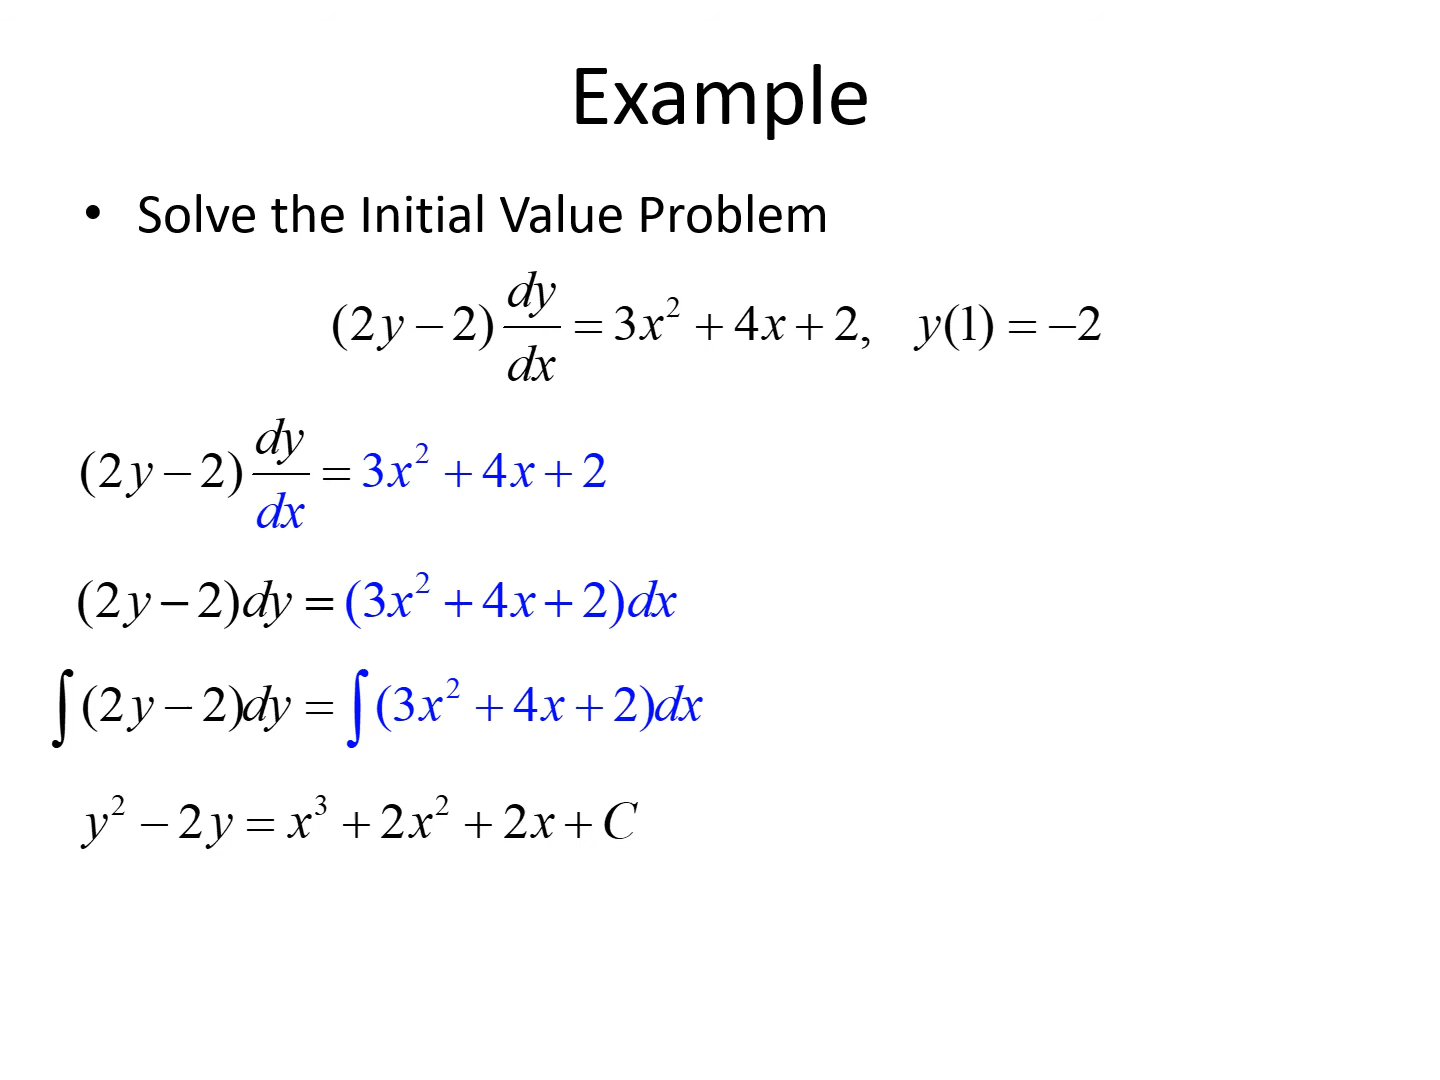 Example
• Solve the Initial Value Problem
(2y − 2) dy/dx = 3x² + 4x + 2, y(1) = −2
(2y − 2) dy/dx = 3x² + 4x + 2
(2y − 2)dy = (3x² + 4x + 2)dx
∫(2y − 2)dy = ∫(3x² + 4x + 2)dx
y² − 2y = x³ + 2x² + 2x + C